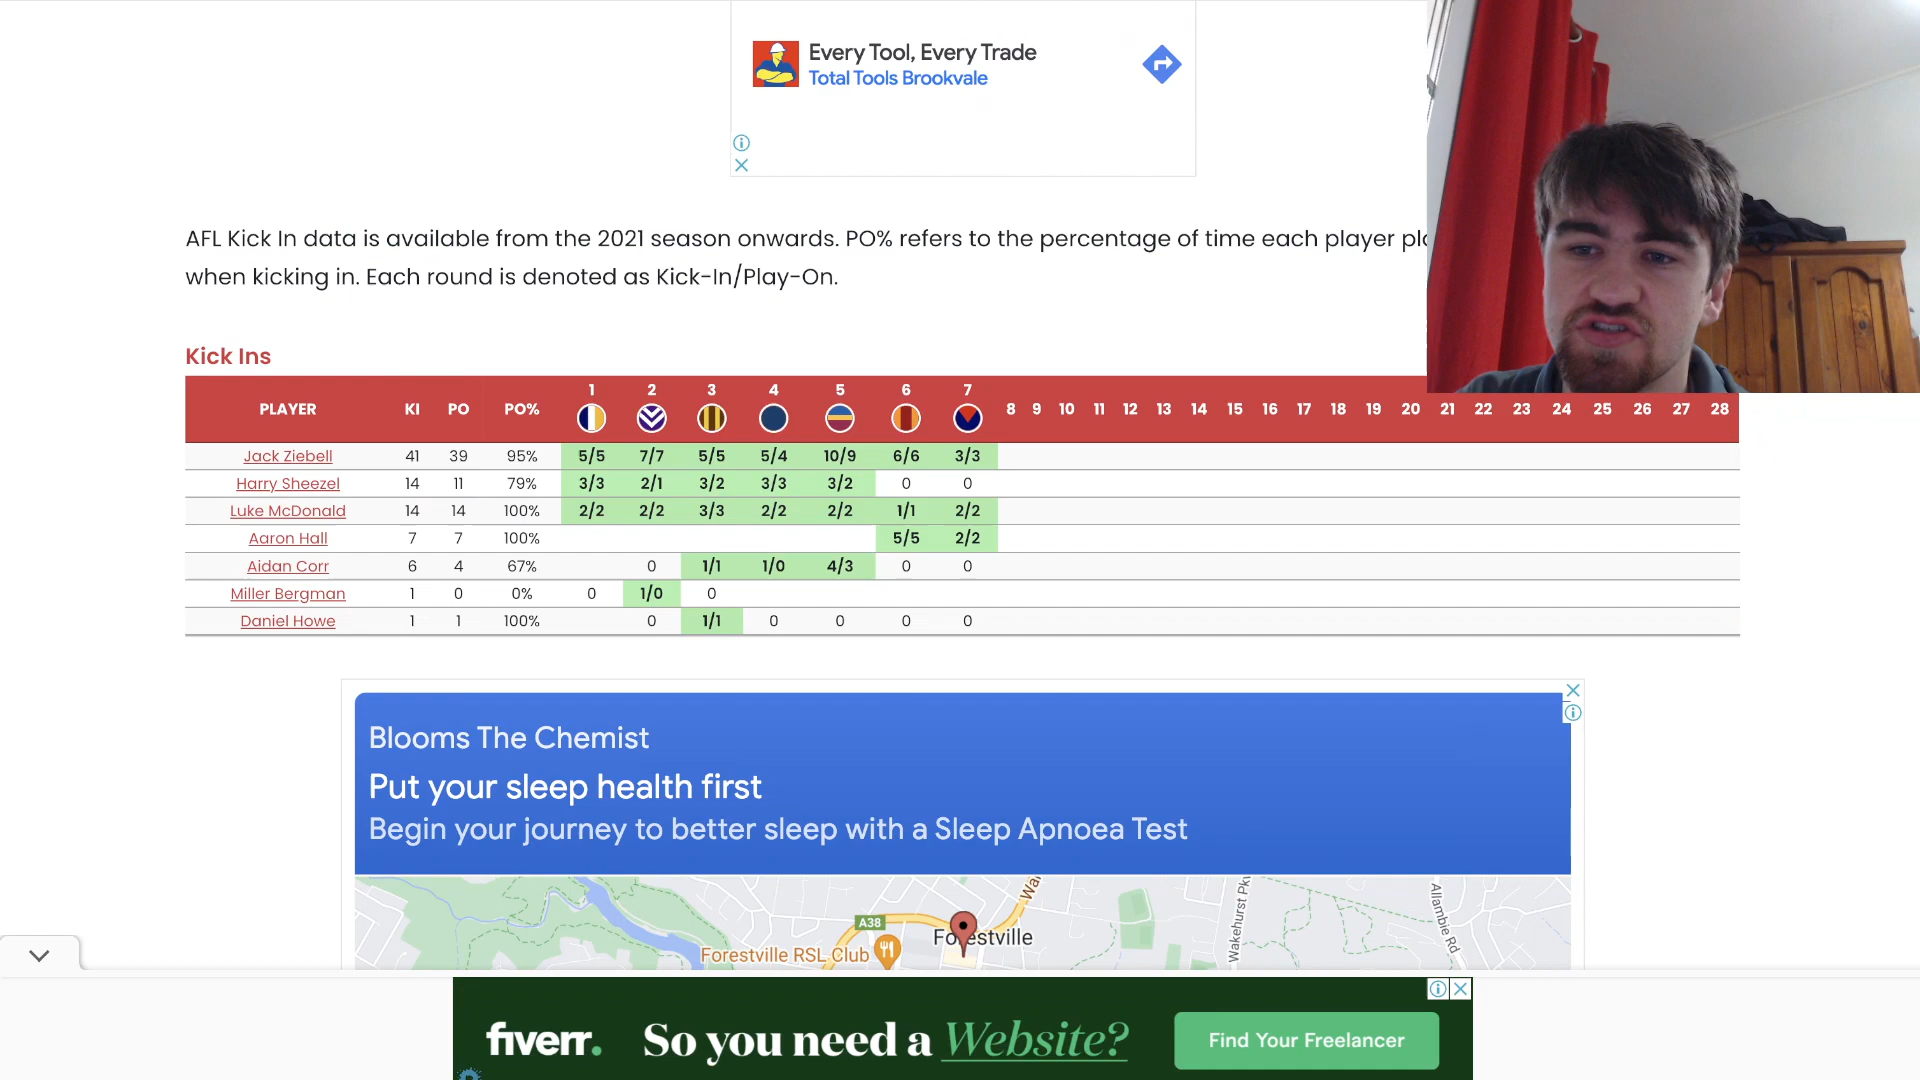 Every Tool, Every Trade
Total Tools Brookvale
AFL Kick In data is available from the 2021 season onwards. PO% refers to the percentage of time each player
when kicking in. Each round is denoted as Kick-In/Play-On.
Kick Ins
PLAYER KI PO PO% 1 2 3 4 5 6 7 8 9 10 11 12 13 14 15 16 17 18 19 20 21 22 23 24 25 26 27 28
Jack Ziebell 41 39 95% 5/5 7/7 5/5 5/4 10/9 6/6 3/3
Harry Sheezel 14 11 79% 3/3 2/1 3/2 3/3 3/2 0 0
Luke McDonald 14 14 100% 2/2 2/2 3/3 2/2 2/2 1/1 2/2
Aaron Hall 7 7 100% 5/5 2/2
Aidan Corr 6 4 67% 0 1/1 1/0 4/3 0 0
Miller Bergman 1 0 0% 0 1/0 0
Daniel Howe 1 1 100% 0 1/1 0 0 0 0
Blooms The Chemist
Put your sleep health first
Begin your journey to better sleep with a Sleep Apnoea Test
A38
Forestville
Forestville RSL Club
Wakehurst
Allambie Rd
fiverr. So you need a Website? Find Your Freelancer